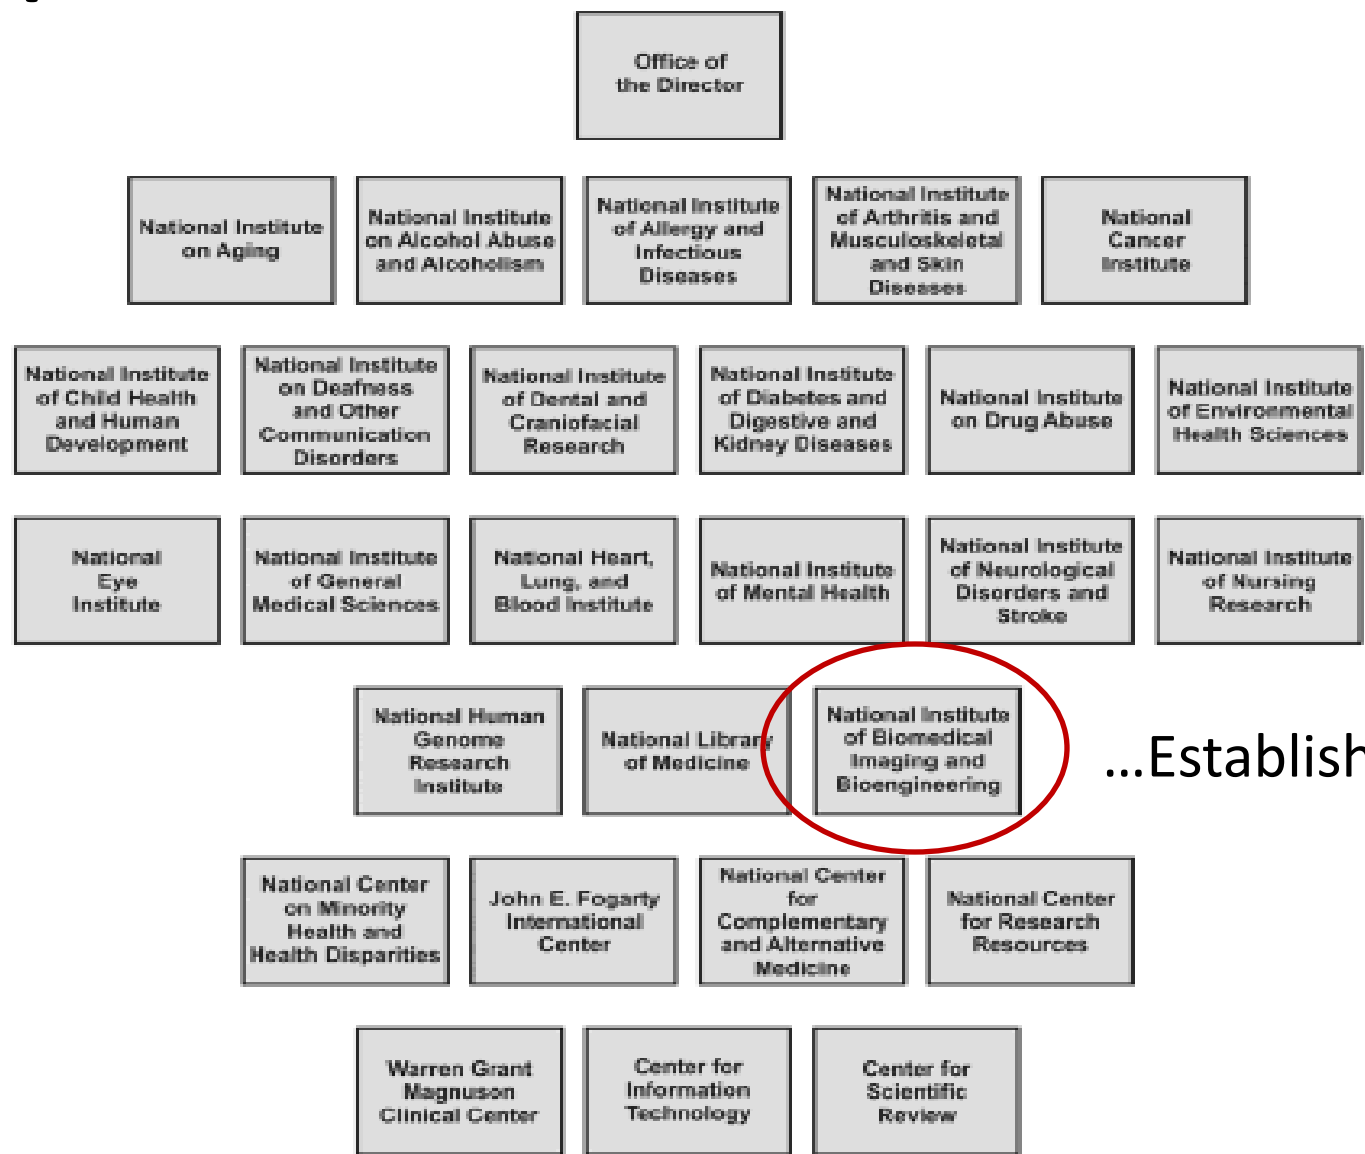 Office of
the Director
National Institute
on Aging
National Institute
on Alcohol Abuse
and Alcoholism
National Institute
of Allergy and
Infectious
Diseases
National Institute
of Arthritis and
Musculoskeletal
and Skin
Diseases
National
Cancer
Institute
National Institute
of Child Health
and Human
Development
National Institute
on Deafness
and Other
Communication
Disorders
National Institute
of Dental and
Craniofacial
Research
National Institute
of Diabetes and
Digestive and
Kidney Diseases
National Institute
on Drug Abuse
National Institute
of Environmental
Health Sciences
National
Eye
Institute
National Institute
of General
Medical Sciences
National Heart,
Lung, and
Blood Institute
National Institute
of Mental Health
National Institute
of Neurological
Disorders and
Stroke
National Institute
of Nursing
Research
National Human
Genome
Research
Institute
National Library
of Medicine
National Institute
of Biomedical
Imaging and
Bioengineering
...Establish
National Center
on Minority
Health and
Health Disparities
John E. Fogarty
International
Center
National Center
for
Complementary
and Alternative
Medicine
National Center
for Research
Resources
Warren Grant
Magnuson
Clinical Center
Center for
Information
Technology
Center for
Scientific
Review